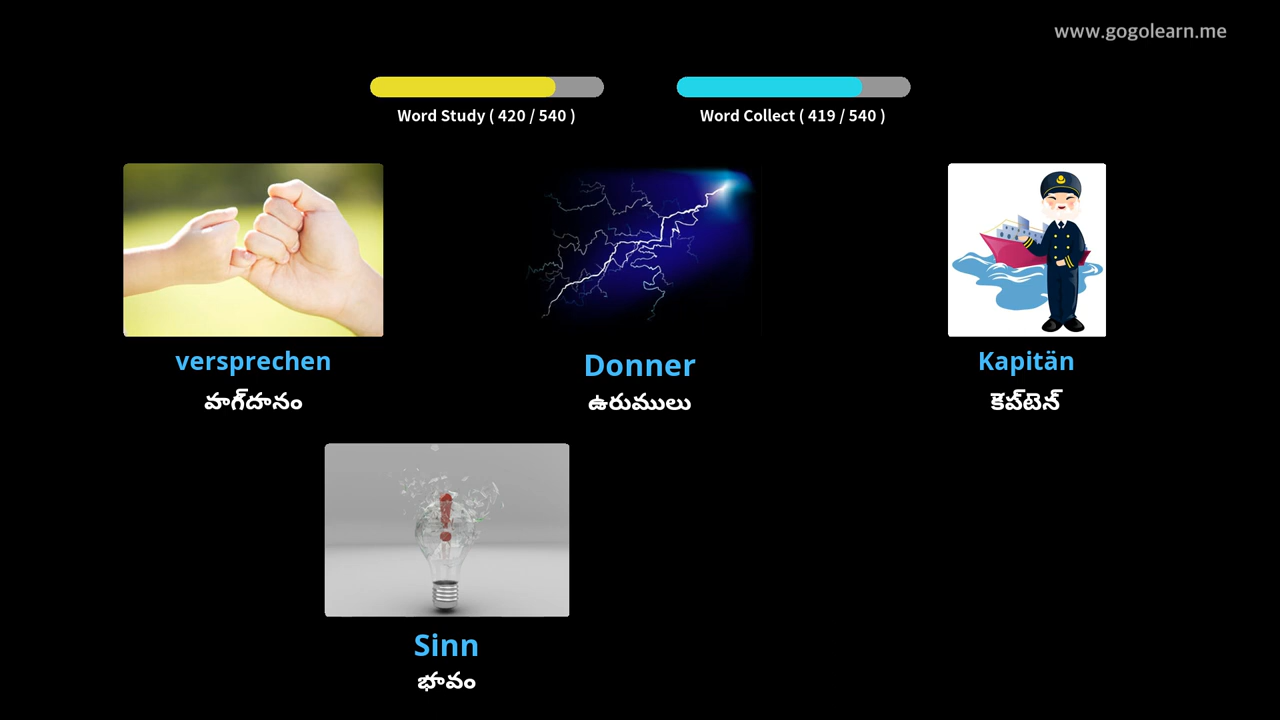 www.gogolearn.me
Word Study ( 420 / 540 )
Word Collect ( 419 / 540 )
versprechen
వాగ్‌దానం
Donner
ఉరుములు
Kapitän
కెప్‌టెన్
Sinn
భావం